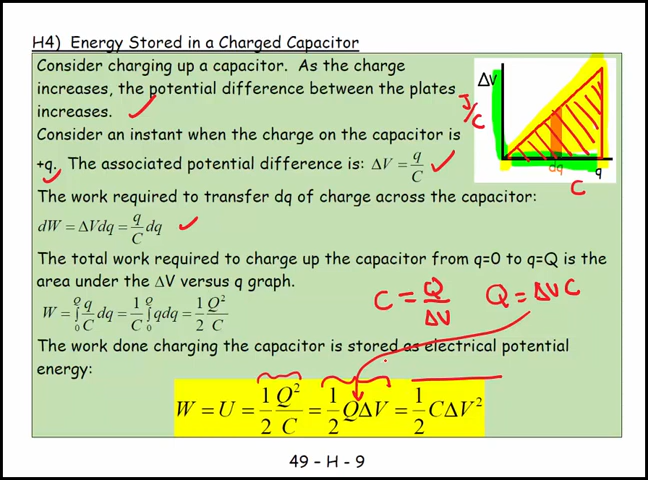 H4) Energy Stored in a Charged Capacitor
Consider charging up a capacitor. As the charge
increases, the potential difference between the plates
increases.
Consider an instant when the charge on the capacitor is
+q. The associated potential difference is: ΔV = q/C
The work required to transfer dq of charge across the capacitor:
dW = ΔVdq = q/C dq
The total work required to charge up the capacitor from q=0 to q=Q is the
area under the ΔV versus q graph.
W = ∫₀^Q q/C dq = 1/C ∫₀^Q qdq = 1/2 Q²/C
The work done charging the capacitor is stored as electrical potential
energy:
W = U = 1/2 Q²/C = 1/2 QΔV = 1/2 CΔV²
ΔV
J/C
dq
q
C
C = Q/ΔV
Q = ΔVC
49 - H - 9